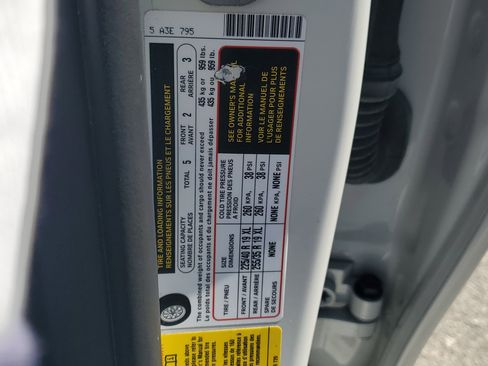 5 A3E 795
TIRE AND LOADING INFORMATION
RENSEIGNEMENTS SUR LES PNEUS ET LE CHARGEMENT
SEATING CAPACITY
NOMBRE DE PLACES
TOTAL 5
FRONT
AVANT 2
REAR
ARRIÈRE 3
The combined weight of occupants and cargo should never exceed 435 kg or 959 lbs.
Le poids total des occupants et du chargement ne doit jamais dépasser 435 kg ou 959 lbs.
TIRE / PNEU
SIZE
DIMENSIONS
COLD TIRE PRESSURE
PRESSION DES PNEUS
A FROID
FRONT / AVANT 225/40 R 19 XL 260 KPA, 38 PSI
REAR / ARRIÈRE 255/35 R 19 XL 260 KPA, 38 PSI
SPARE
DE SECOURS NONE NONE KPA, NONE PSI
SEE OWNER'S MANUAL
FOR ADDITIONAL
INFORMATION
VOIR LE MANUEL DE
L'USAGER POUR PLUS
DE RENSEIGNEMENTS